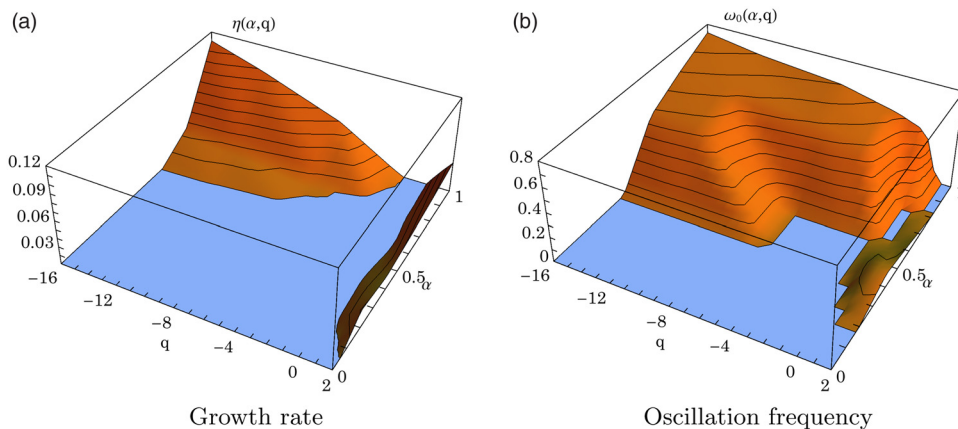 (a)
η(α,q)
0.12
0.09
0.06
0.03
−16
−12
−8
−4
0
2
q
0
0.5
1
α
Growth rate
(b)
ω₀(α,q)
0.8
0.6
0.4
0.2
0
−16
−12
−8
−4
0
2
q
0
0.5
α
Oscillation frequency